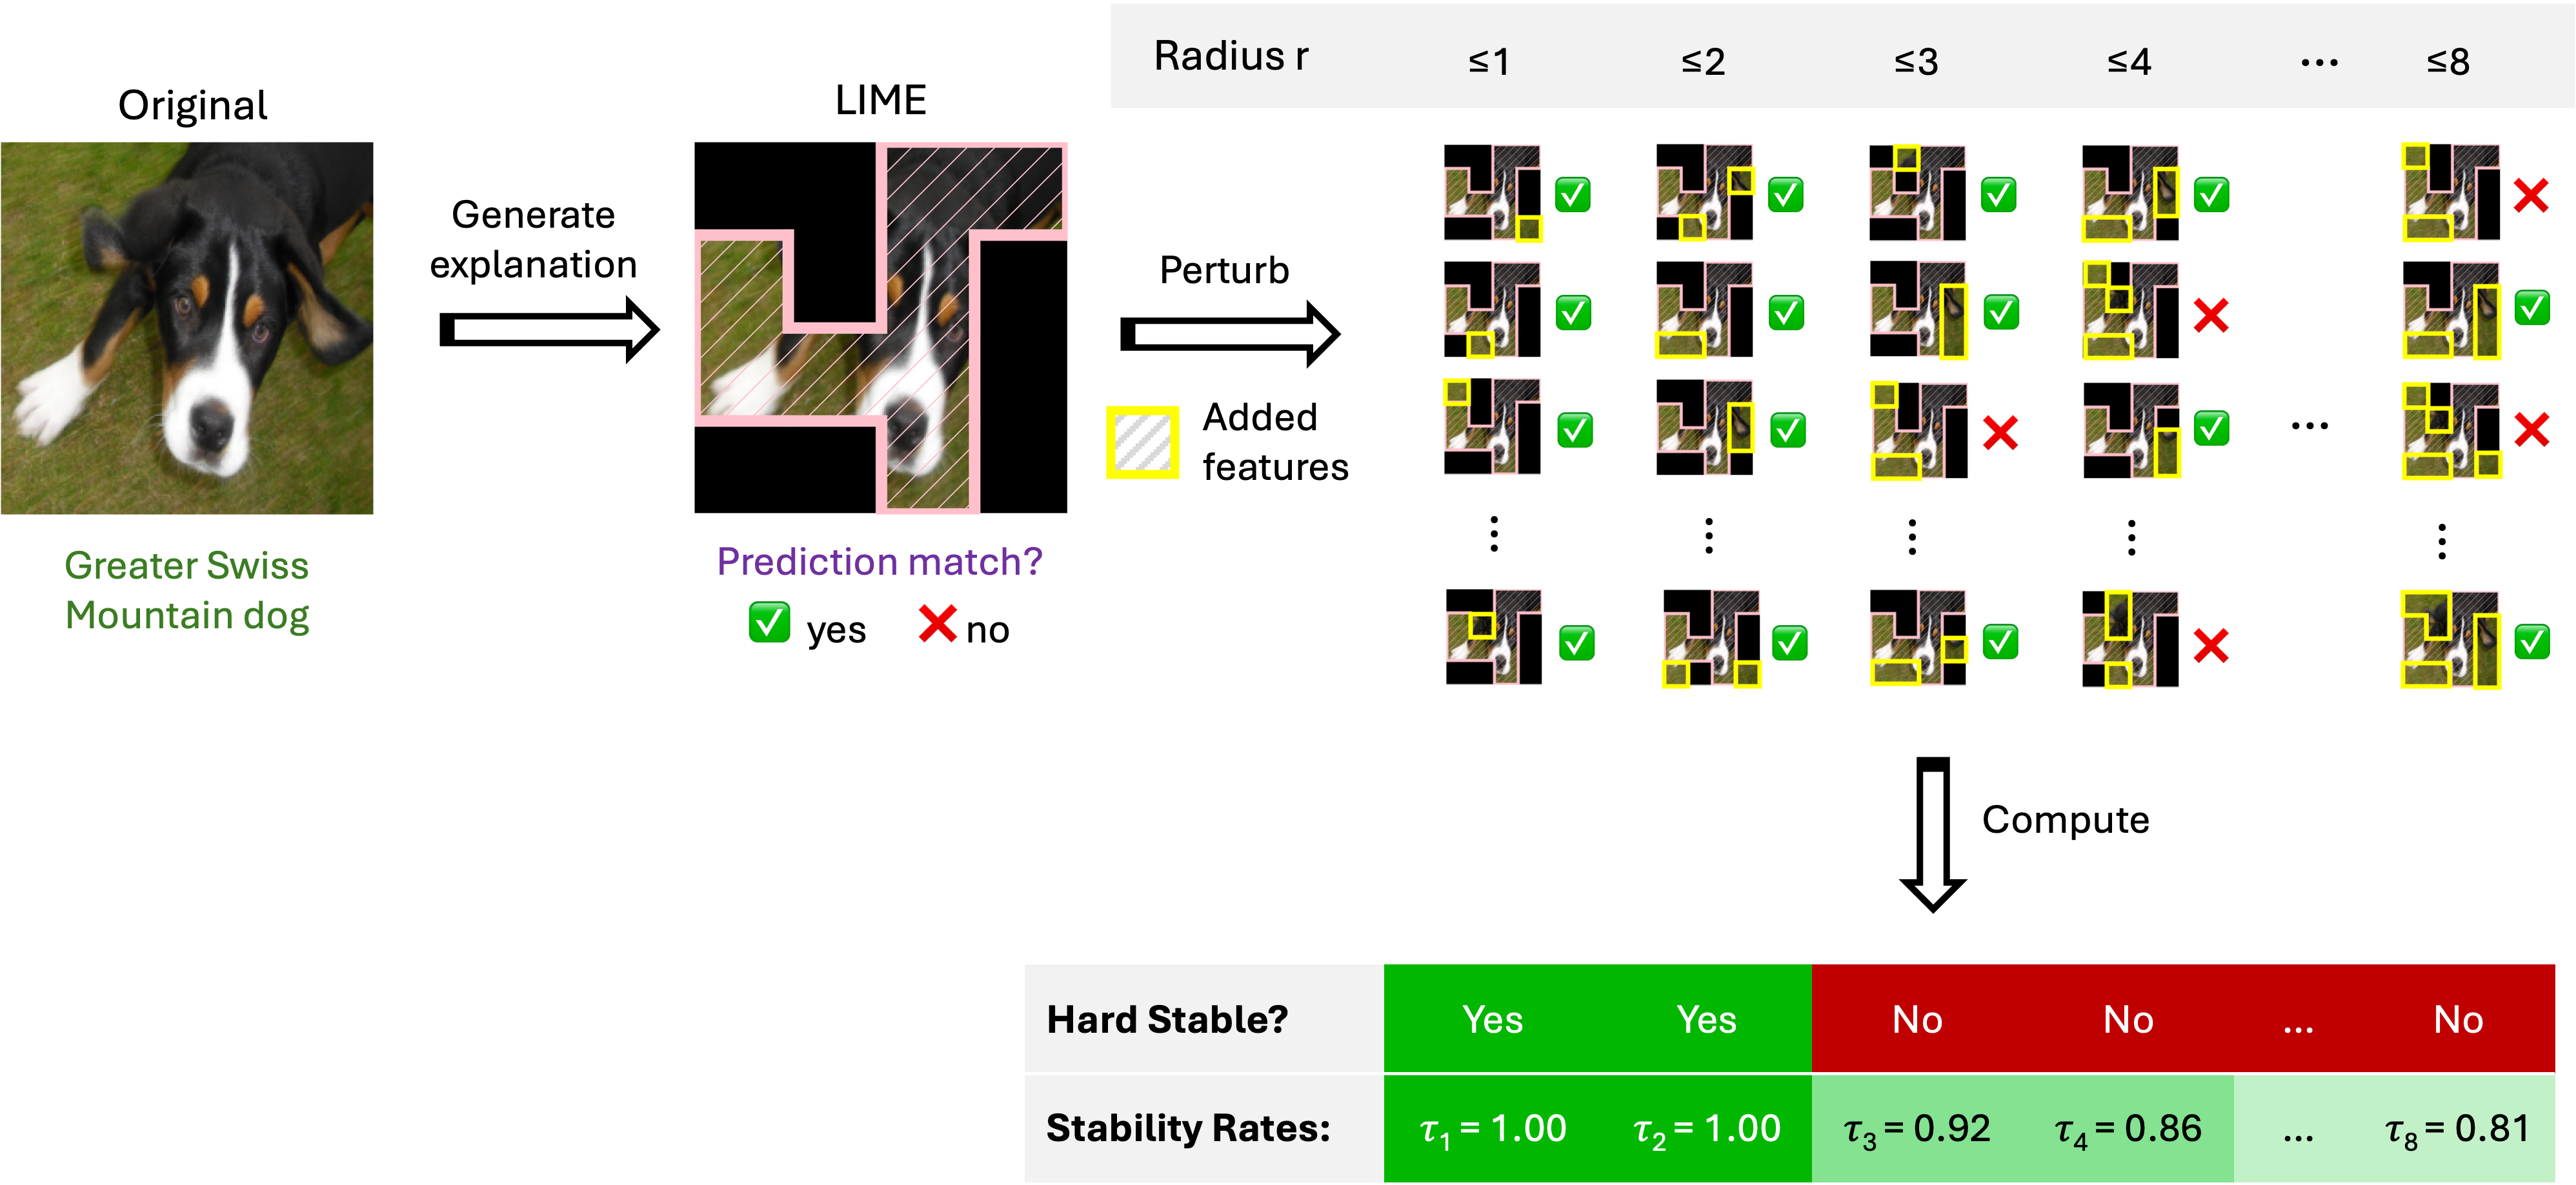 Original
Greater Swiss
Mountain dog
Generate
explanation
LIME
Prediction match?
yes no
Perturb
Added
features
Radius r ≤1 ≤2 ≤3 ≤4 ... ≤8
...
Compute
Hard Stable? Yes Yes No No ... No
Stability Rates: τ1 = 1.00 τ2 = 1.00 τ3 = 0.92 τ4 = 0.86 ... τ8 = 0.81